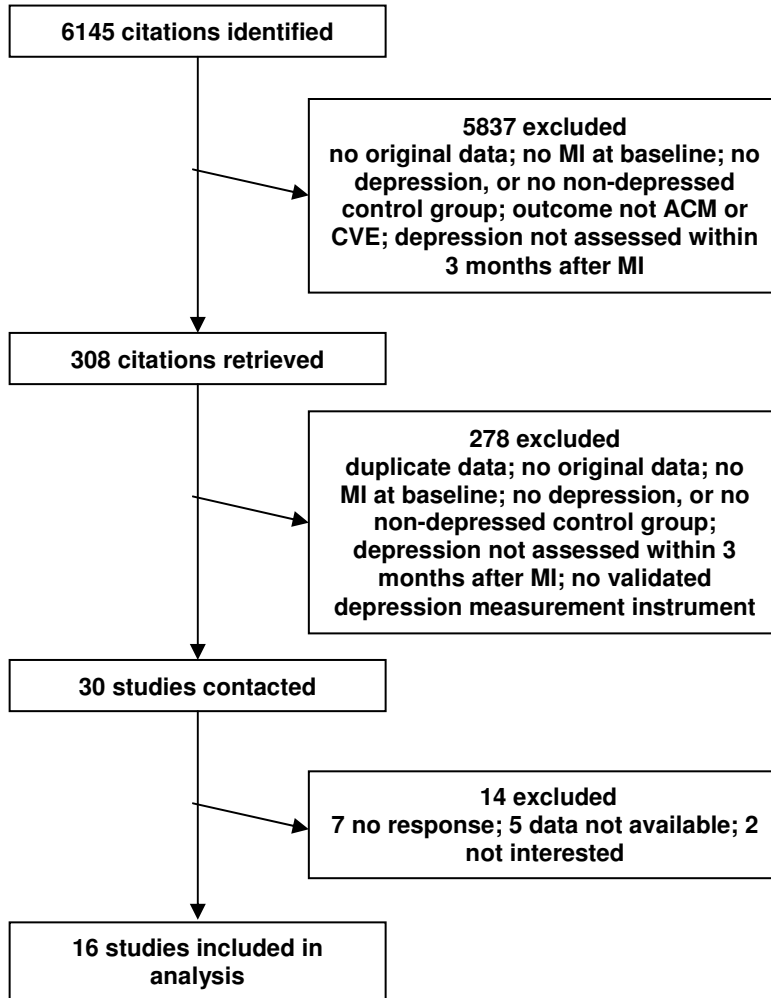 6145 citations identified
5837 excluded
no original data; no MI at baseline; no
depression, or no non-depressed
control group; outcome not ACM or
CVE; depression not assessed within
3 months after MI
308 citations retrieved
278 excluded
duplicate data; no original data; no
MI at baseline; no depression, or no
non-depressed control group;
depression not assessed within 3
months after MI; no validated
depression measurement instrument
30 studies contacted
14 excluded
7 no response; 5 data not available; 2
not interested
16 studies included in
analysis